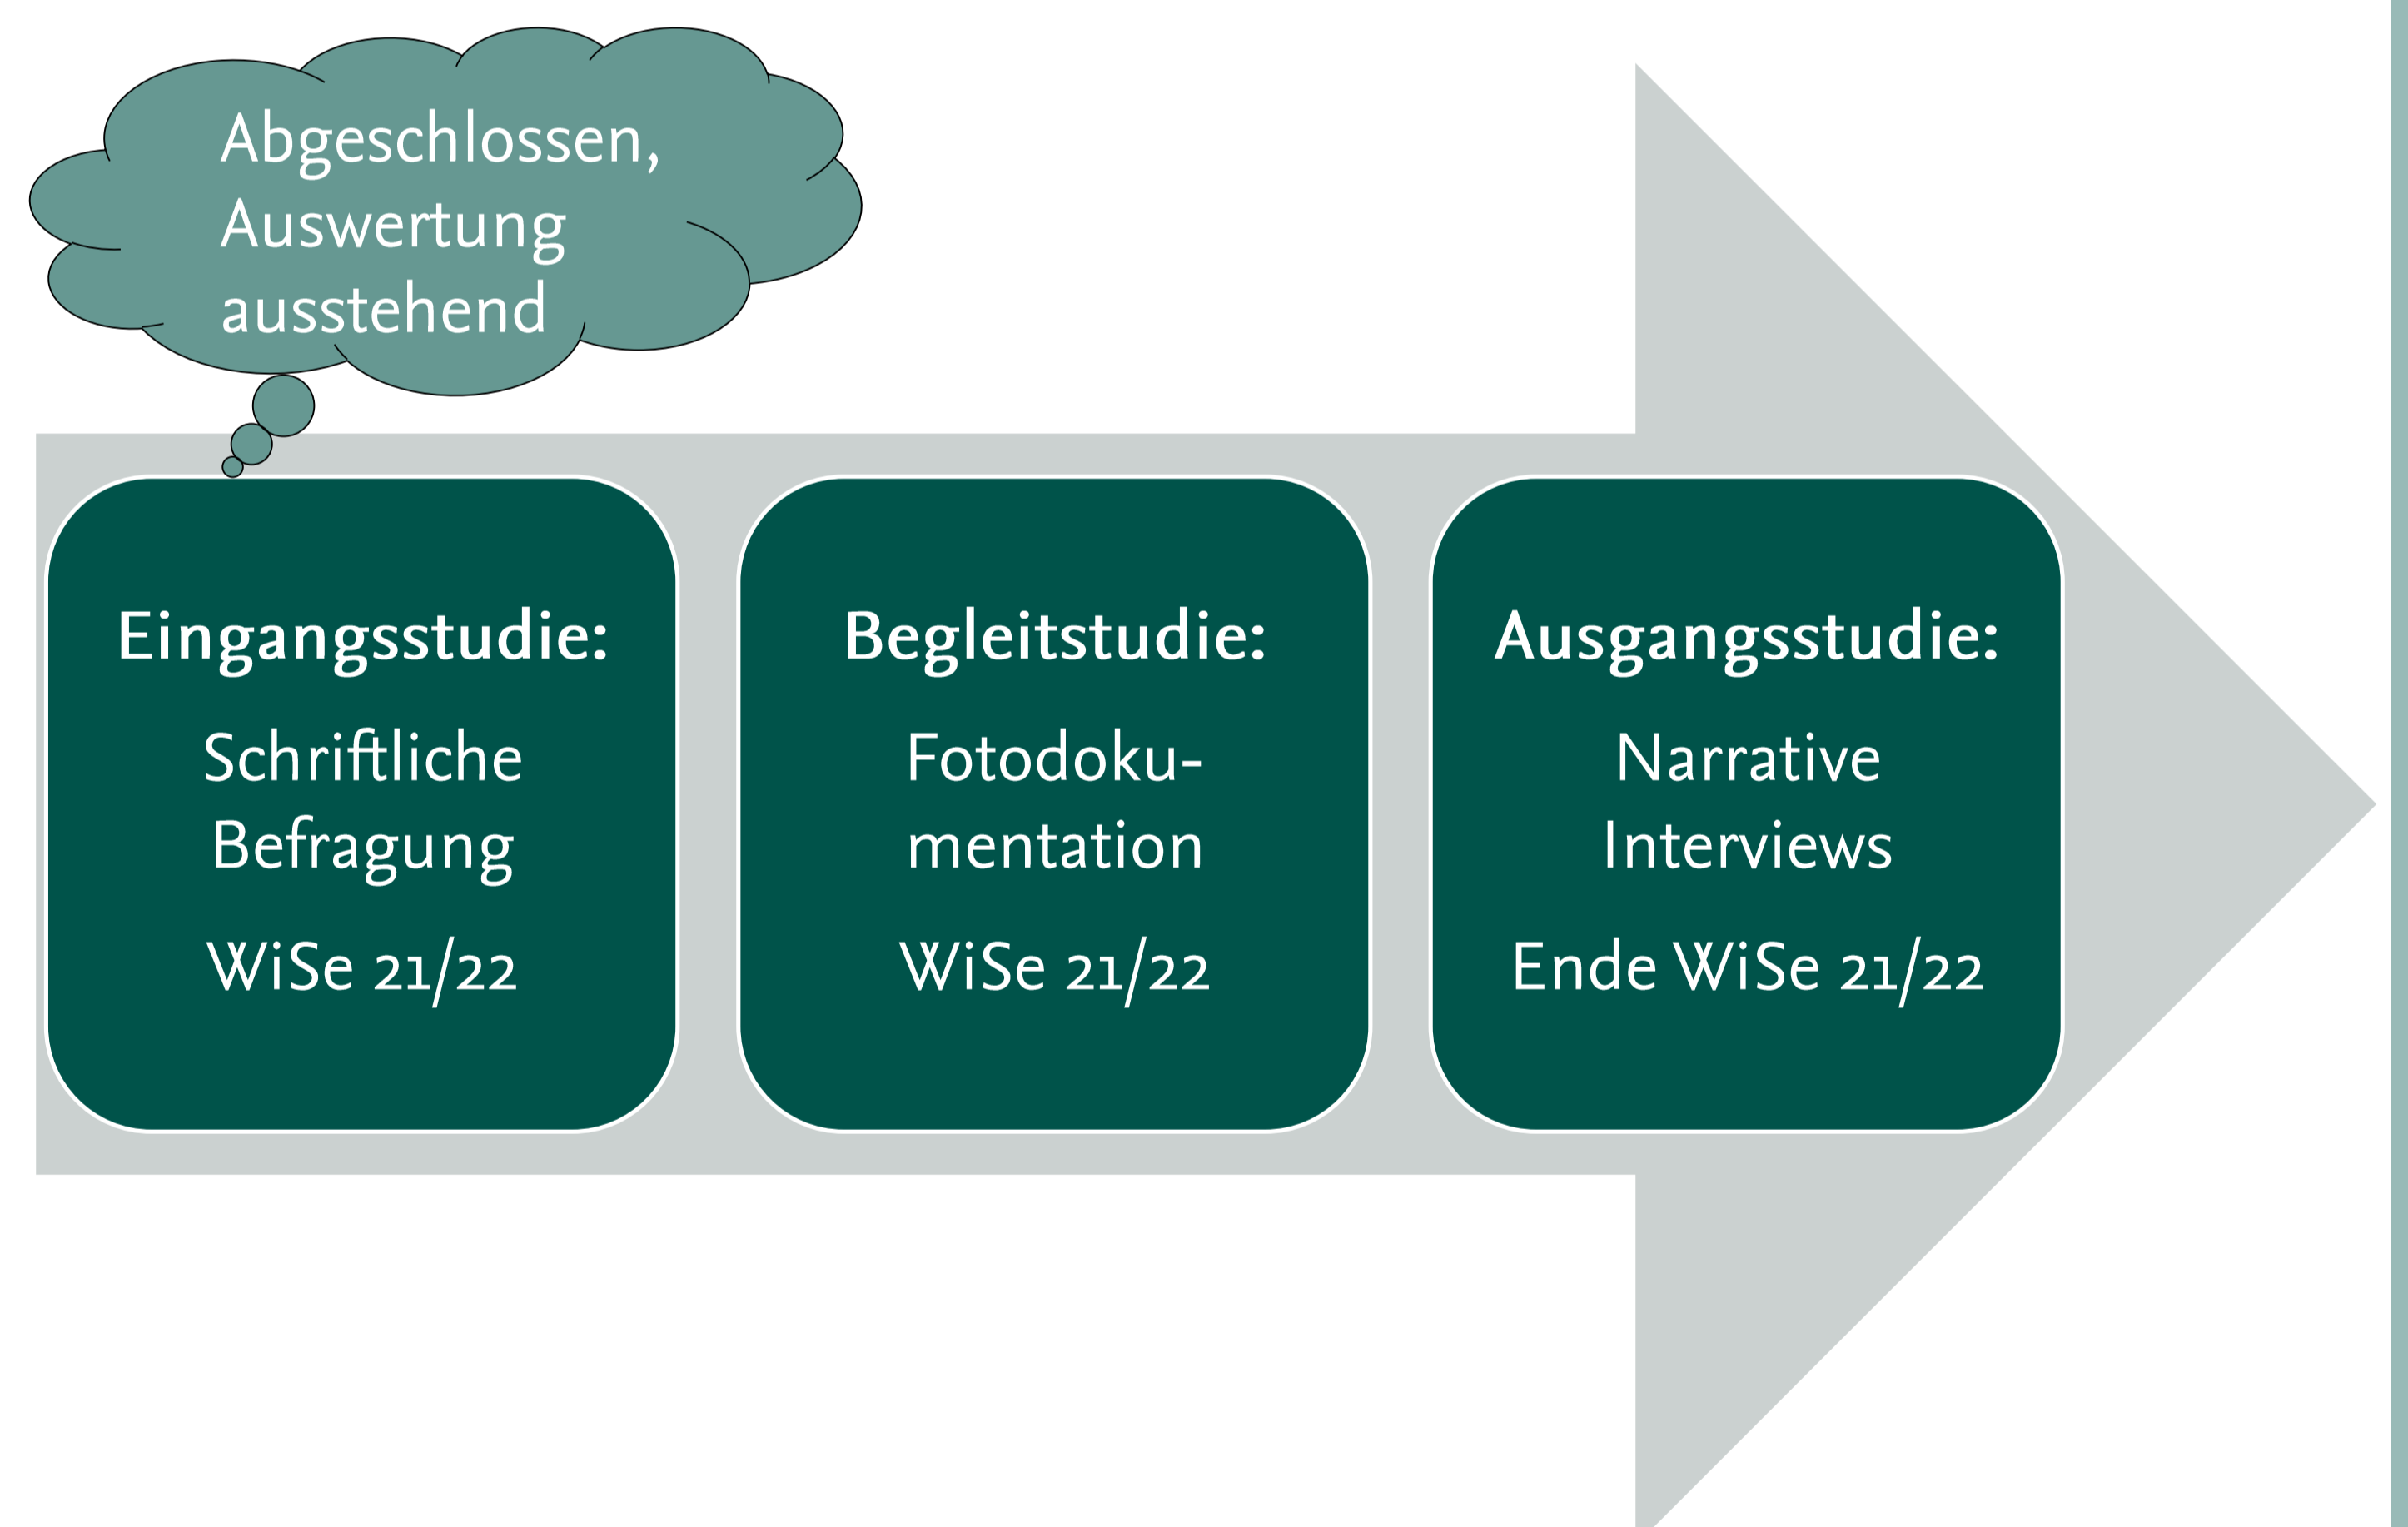 Abgeschlossen,
Auswertung
ausstehend
Eingangsstudie:
Schriftliche
Befragung
WiSe 21/22
Begleitstudie:
Fotodoku-
mentation
WiSe 21/22
Ausgangsstudie:
Narrative
Interviews
Ende WiSe 21/22